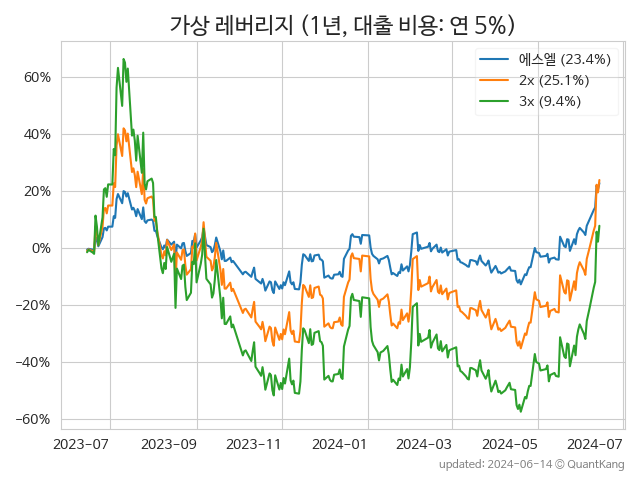 가상 레버리지 (1년, 대출 비용: 연 5%)
에스엘 (23.4%)
2x (25.1%)
3x (9.4%)
60%
40%
20%
0%
−20%
−40%
−60%
2023-07
2023-09
2023-11
2024-01
2024-03
2024-05
2024-07
updated: 2024-06-14 © QuantKang